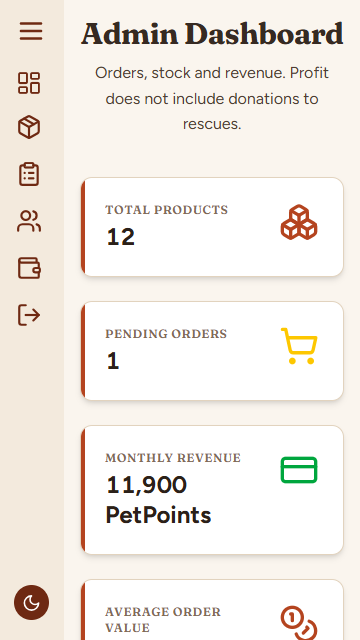 Admin Dashboard
Orders, stock and revenue. Profit
does not include donations to
rescues.
TOTAL PRODUCTS
12
PENDING ORDERS
1
MONTHLY REVENUE
11,900
PetPoints
AVERAGE ORDER
VALUE